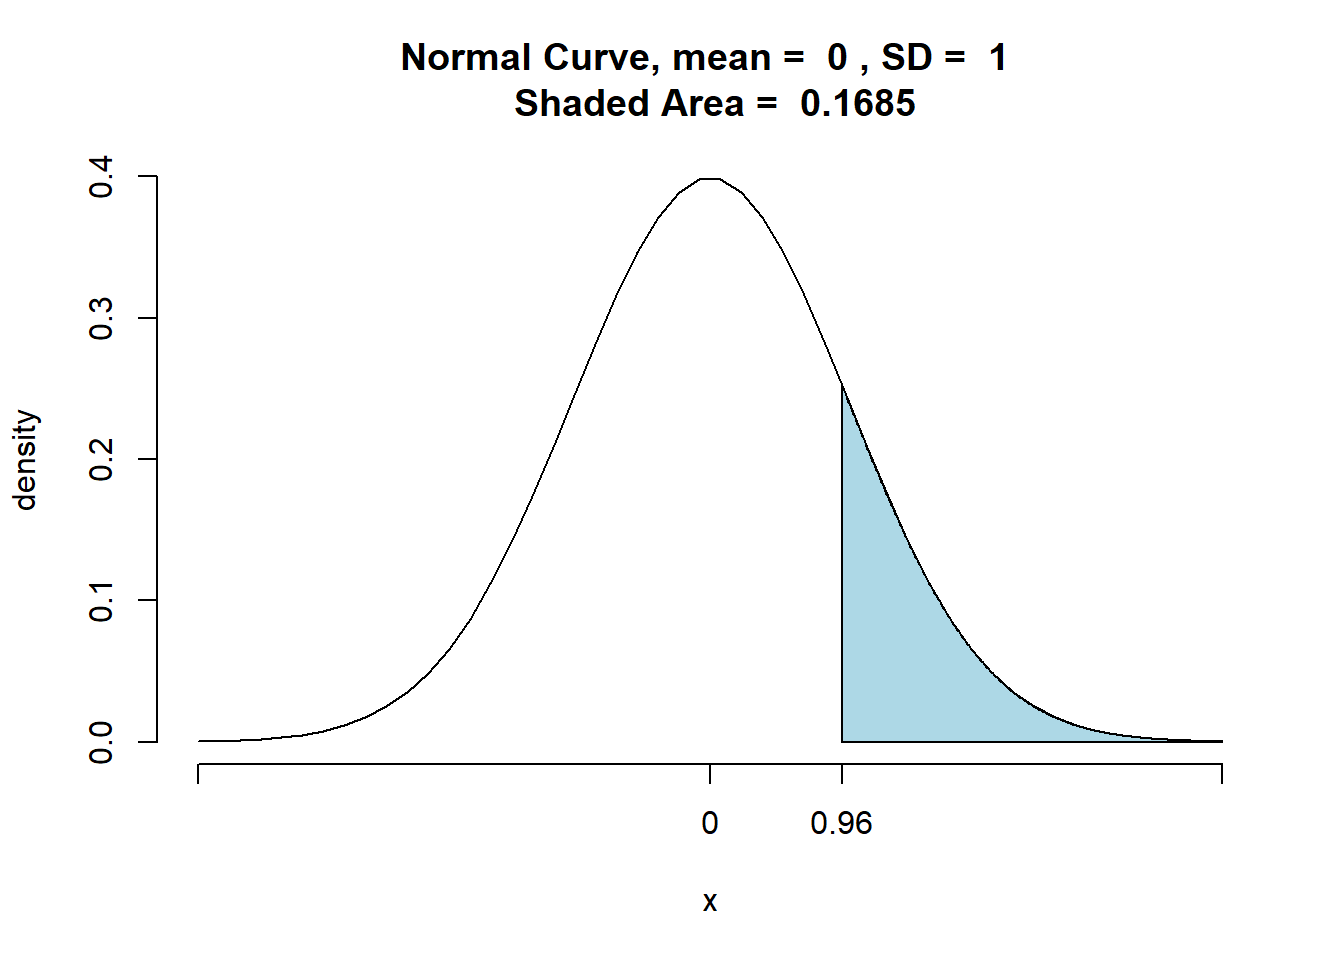 Normal Curve, mean =  0 , SD =  1
Shaded Area =  0.1685
density
0.4
0.3
0.2
0.1
0.0
0
0.96
x